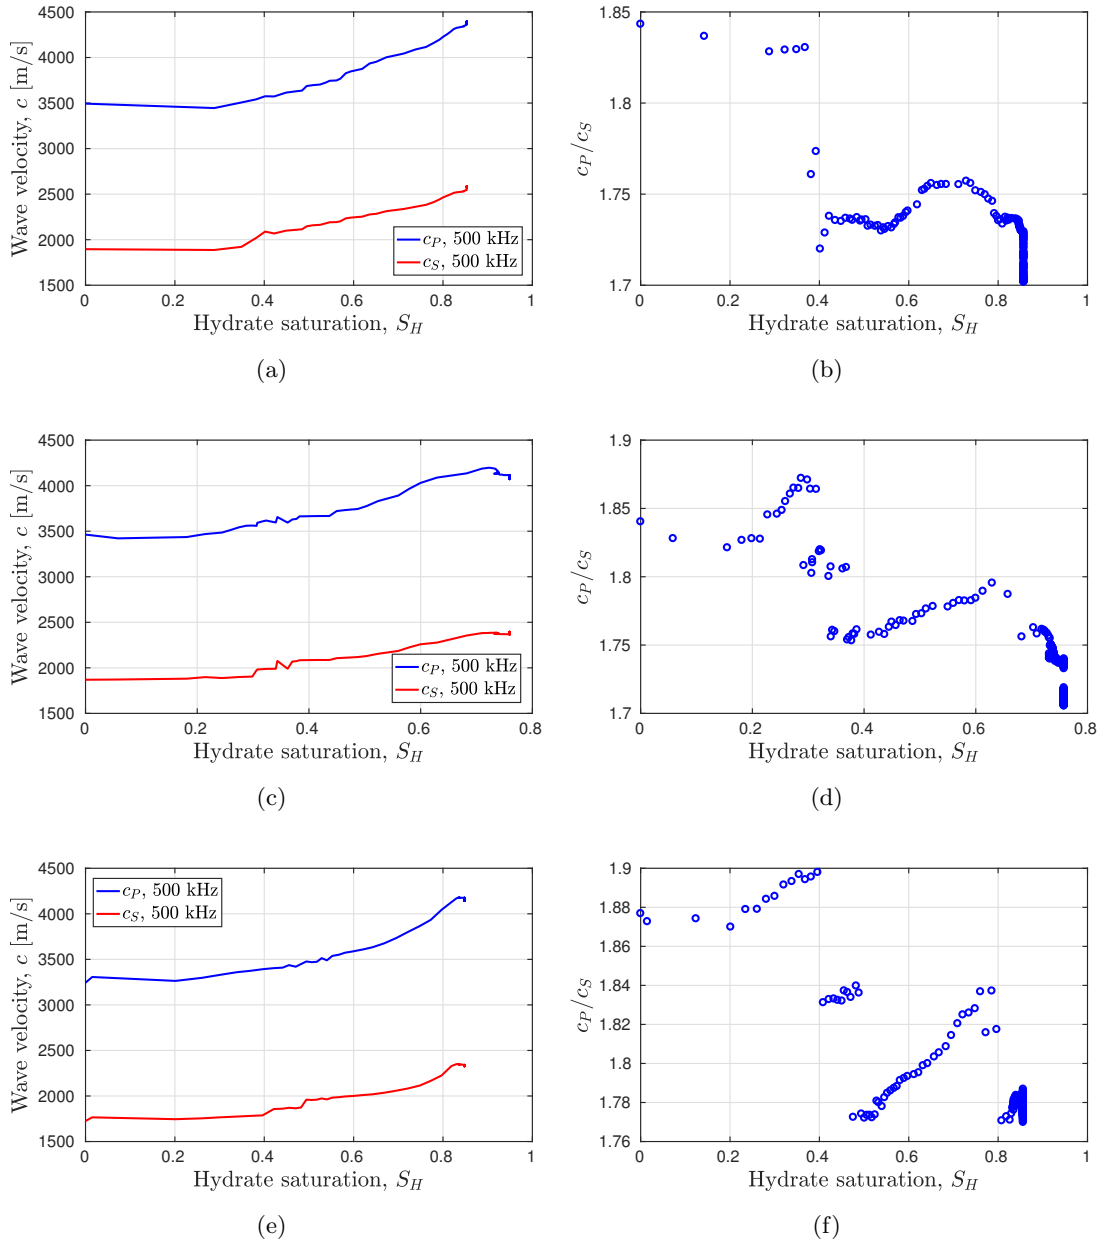 4500
4000
3500
3000
2500
2000
1500
Wave velocity, c [m/s]
c_P, 500 kHz
c_S, 500 kHz
0 0.2 0.4 0.6 0.8 1
Hydrate saturation, S_H
(a)
1.85
1.8
1.75
1.7
c_P/c_S
0 0.2 0.4 0.6 0.8 1
Hydrate saturation, S_H
(b)
4500
4000
3500
3000
2500
2000
1500
Wave velocity, c [m/s]
c_P, 500 kHz
c_S, 500 kHz
0 0.2 0.4 0.6 0.8
Hydrate saturation, S_H
(c)
1.9
1.85
1.8
1.75
1.7
c_P/c_S
0 0.2 0.4 0.6 0.8
Hydrate saturation, S_H
(d)
4500
4000
3500
3000
2500
2000
1500
Wave velocity, c [m/s]
c_P, 500 kHz
c_S, 500 kHz
0 0.2 0.4 0.6 0.8 1
Hydrate saturation, S_H
(e)
1.9
1.88
1.86
1.84
1.82
1.8
1.78
1.76
c_P/c_S
0 0.2 0.4 0.6 0.8 1
Hydrate saturation, S_H
(f)